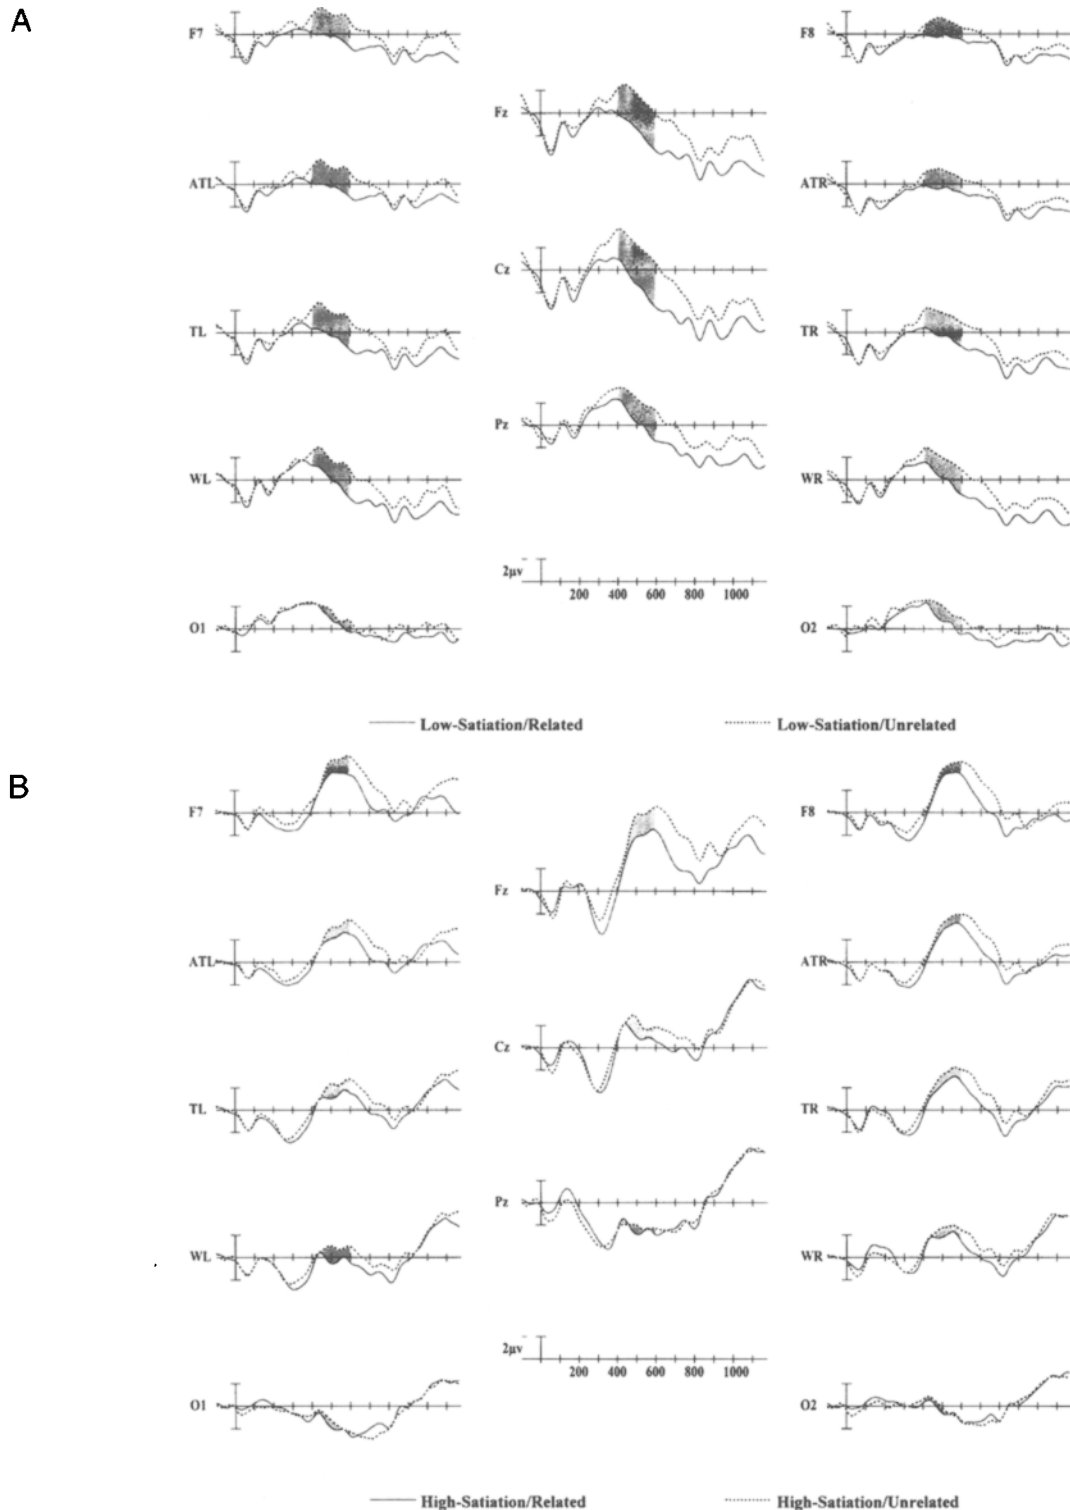 A
F7
F8
Fz
ATL
ATR
Cz
TL
TR
Pz
WL
WR
2μv
200 400 600 800 1000
O1
O2
Low-Satiation/Related
Low-Satiation/Unrelated
B
F7
F8
Fz
ATL
ATR
Cz
TL
TR
Pz
WL
WR
2μv
200 400 600 800 1000
O1
O2
High-Satiation/Related
High-Satiation/Unrelated